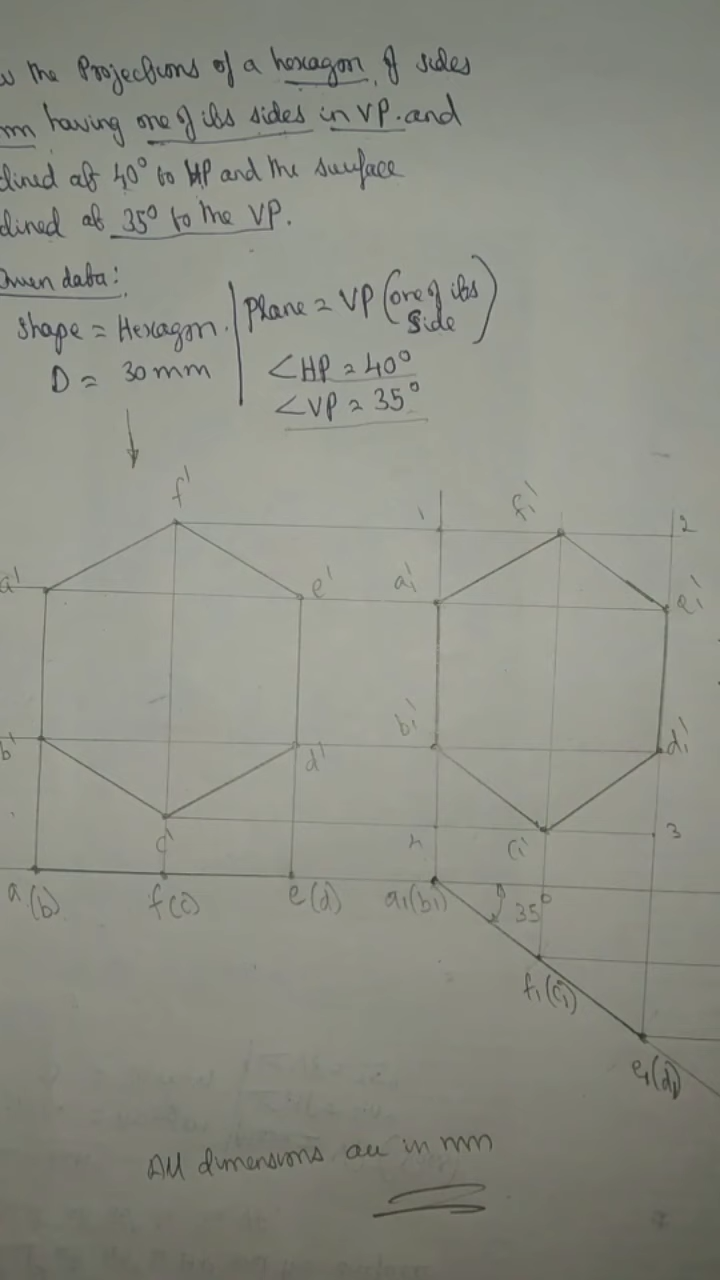 the Projections of a hexagon of sides
mm having one of its sides in VP. and
clined at 40° to HP and the surface
clined at 35° to the VP.
Given data:
Shape = Hexagon.
D = 30mm
Plane = VP (one of its
side)
∠HP = 40°
∠VP = 35°
f'
1 f₁' 2
a' e' a₁' e₁'
b' d' b₁' d₁'
c' 4 c₁' 3
a(b) f(c) e(d) a₁(b₁) 35°
f₁(c₁)
e₁(d₁)
All dimensions are in mm